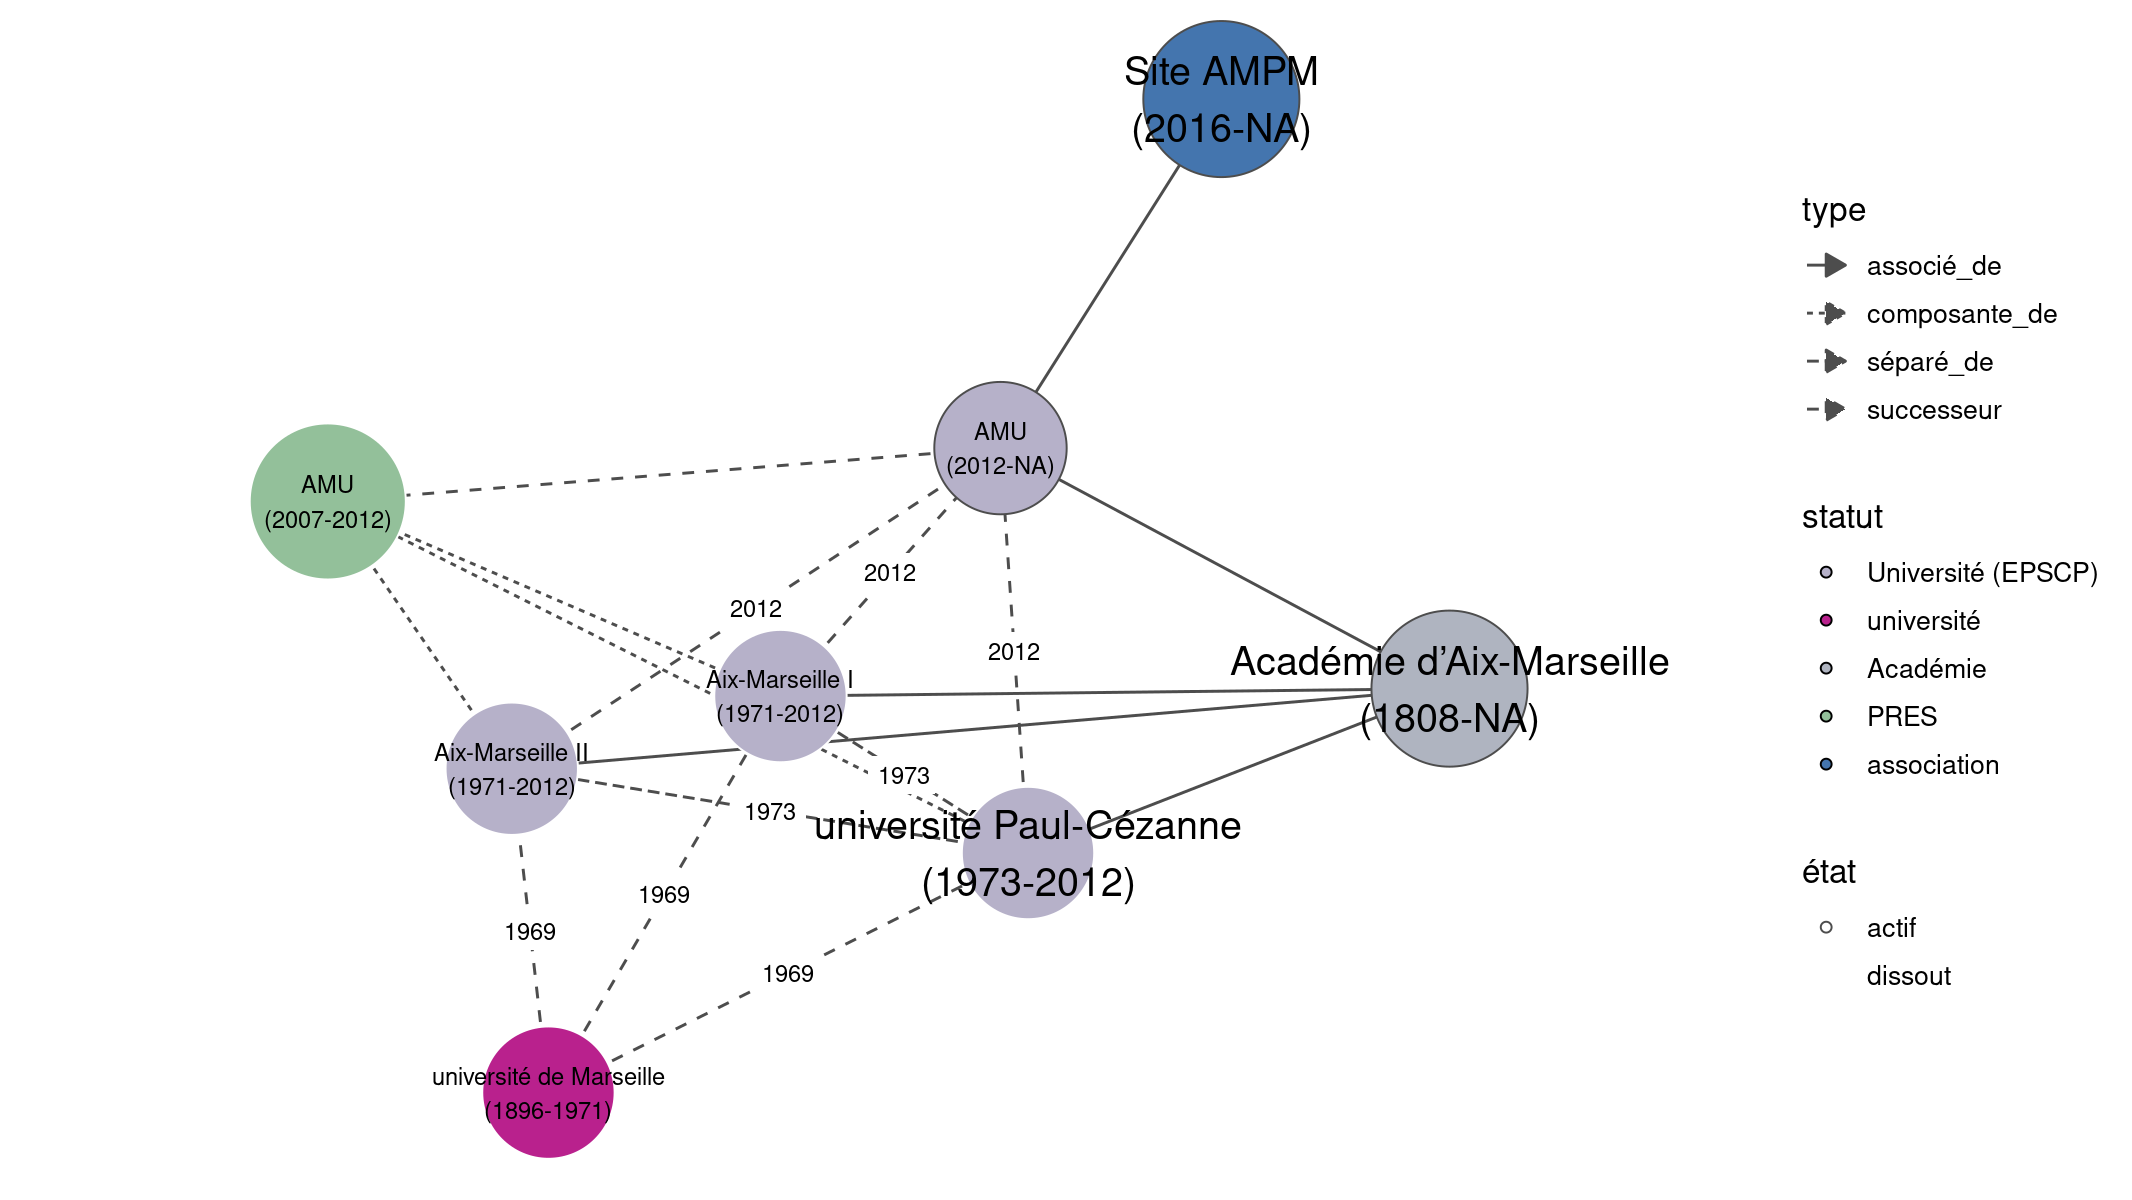 Site AMPM
(2016-NA)
AMU
(2012-NA)
AMU
(2007-2012)
2012
2012
2012
Académie d’Aix-Marseille
(1808-NA)
Aix-Marseille I
(1971-2012)
Aix-Marseille II
(1971-2012)
1973
1973
université Paul-Cézanne
(1973-2012)
1969
1969
1969
université de Marseille
(1896-1971)
type
associé_de
composante_de
séparé_de
successeur
statut
Université (EPSCP)
université
Académie
PRES
association
état
actif
dissout